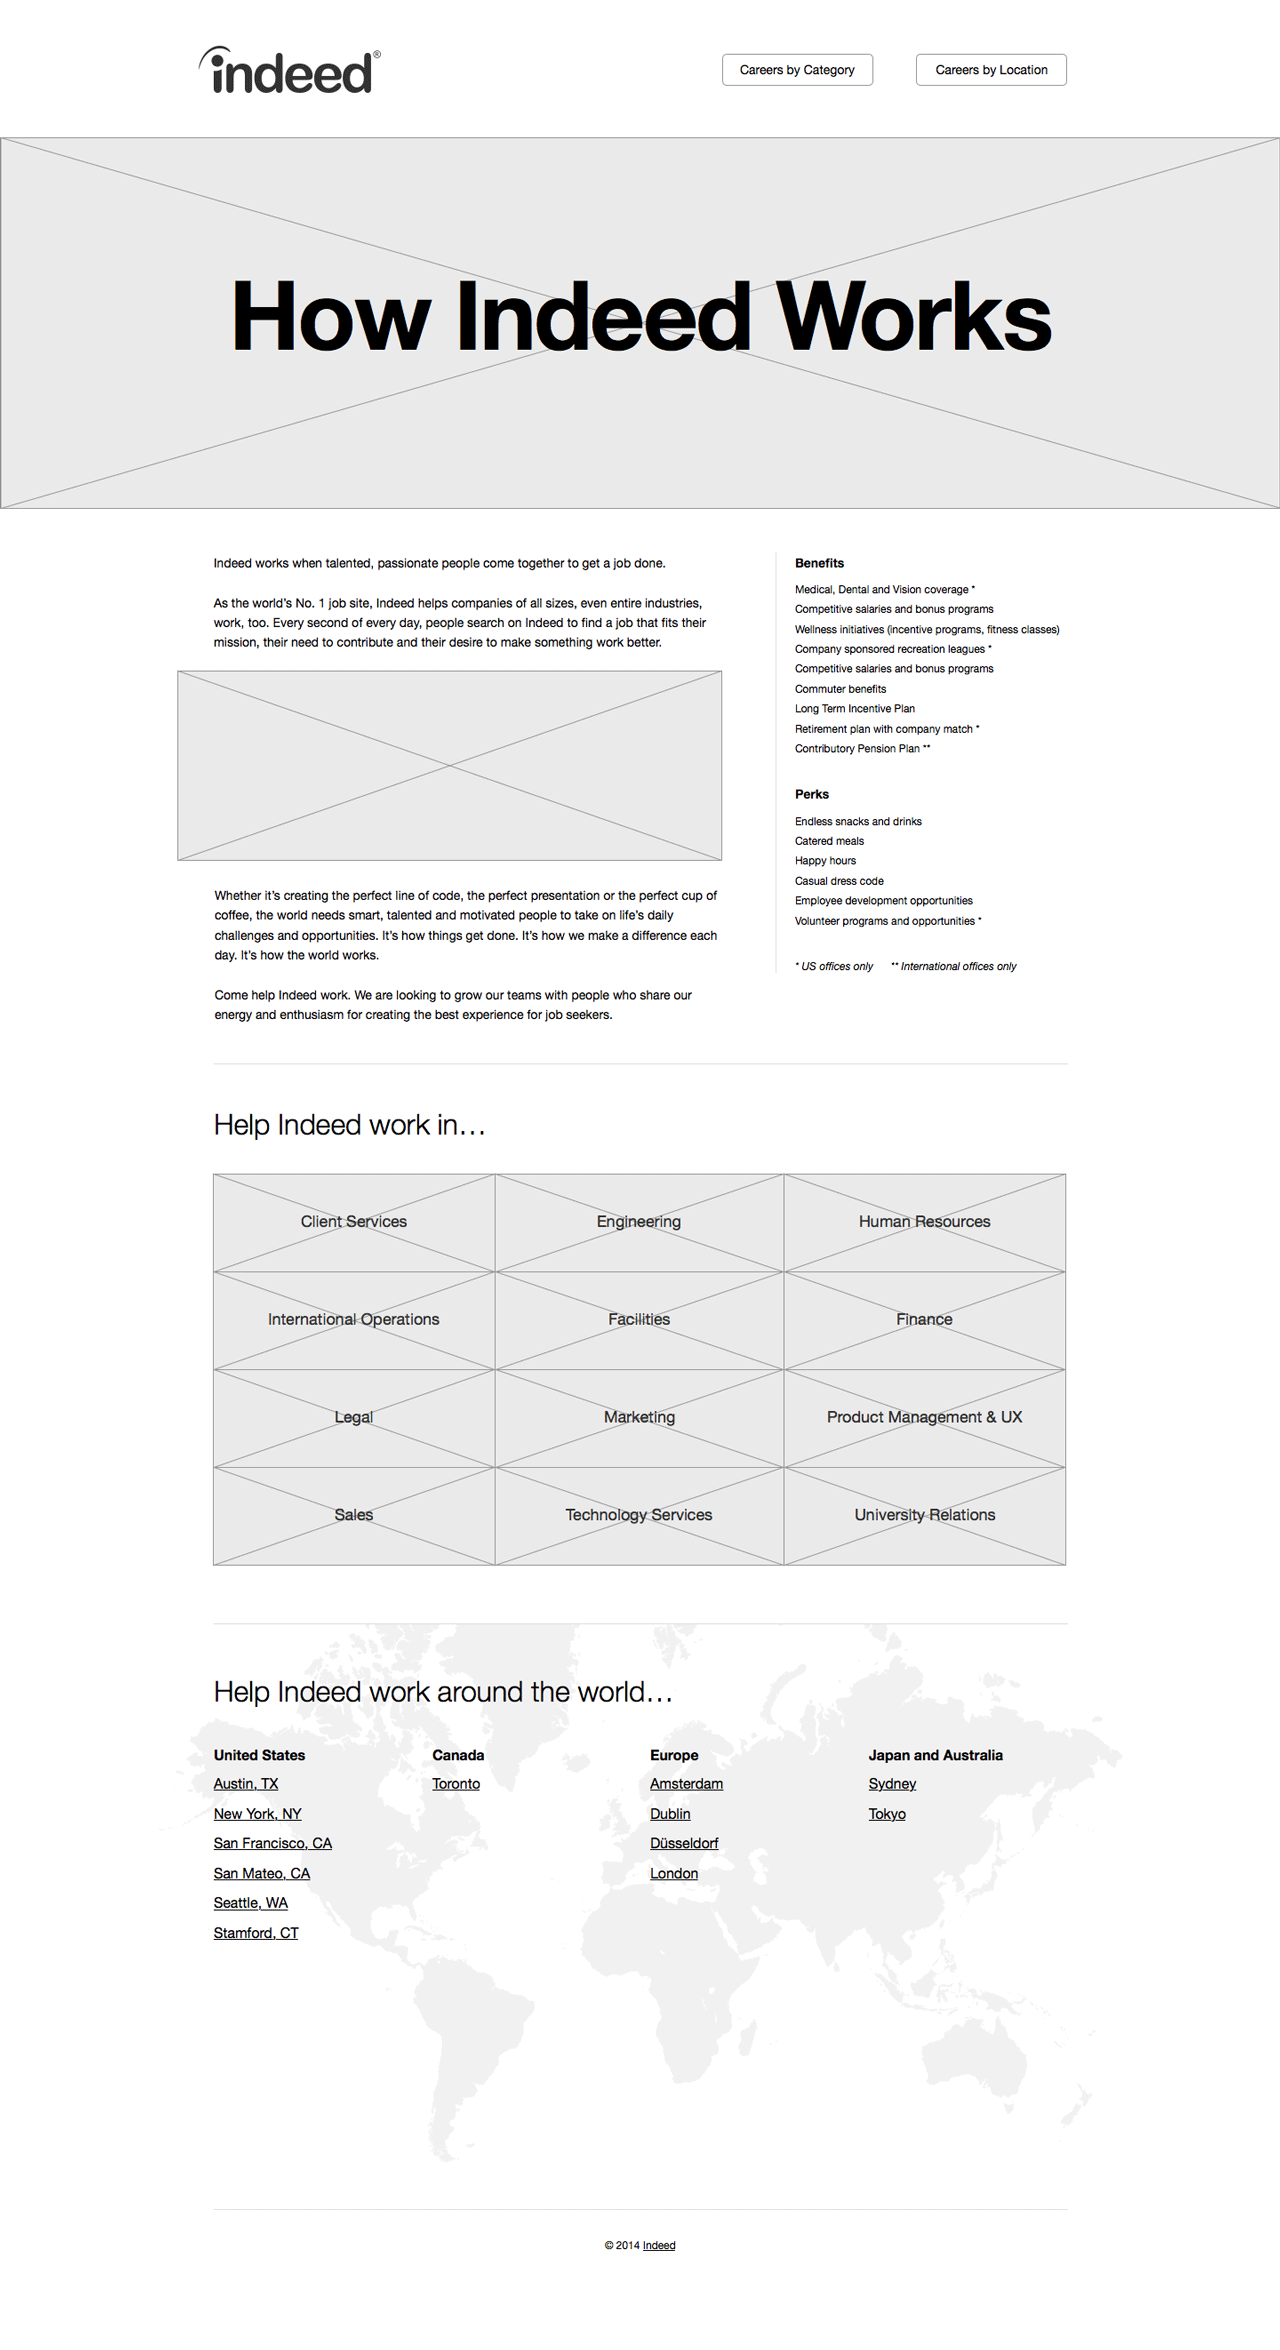 indeed®
Careers by Category
Careers by Location
How Indeed Works
Indeed works when talented, passionate people come together to get a job done.
As the world’s No. 1 job site, Indeed helps companies of all sizes, even entire industries,
work, too. Every second of every day, people search on Indeed to find a job that fits their
mission, their need to contribute and their desire to make something work better.
Whether it’s creating the perfect line of code, the perfect presentation or the perfect cup of
coffee, the world needs smart, talented and motivated people to take on life’s daily
challenges and opportunities. It’s how things get done. It’s how we make a difference each
day. It’s how the world works.
Come help Indeed work. We are looking to grow our teams with people who share our
energy and enthusiasm for creating the best experience for job seekers.
Benefits
Medical, Dental and Vision coverage *
Competitive salaries and bonus programs
Wellness initiatives (incentive programs, fitness classes)
Company sponsored recreation leagues *
Competitive salaries and bonus programs
Commuter benefits
Long Term Incentive Plan
Retirement plan with company match *
Contributory Pension Plan **
Perks
Endless snacks and drinks
Catered meals
Happy hours
Casual dress code
Employee development opportunities
Volunteer programs and opportunities *
* US offices only ** International offices only
Help Indeed work in…
Client Services
Engineering
Human Resources
International Operations
Facilities
Finance
Legal
Marketing
Product Management & UX
Sales
Technology Services
University Relations
Help Indeed work around the world…
United States
Austin, TX
New York, NY
San Francisco, CA
San Mateo, CA
Seattle, WA
Stamford, CT
Canada
Toronto
Europe
Amsterdam
Dublin
Düsseldorf
London
Japan and Australia
Sydney
Tokyo
© 2014 Indeed